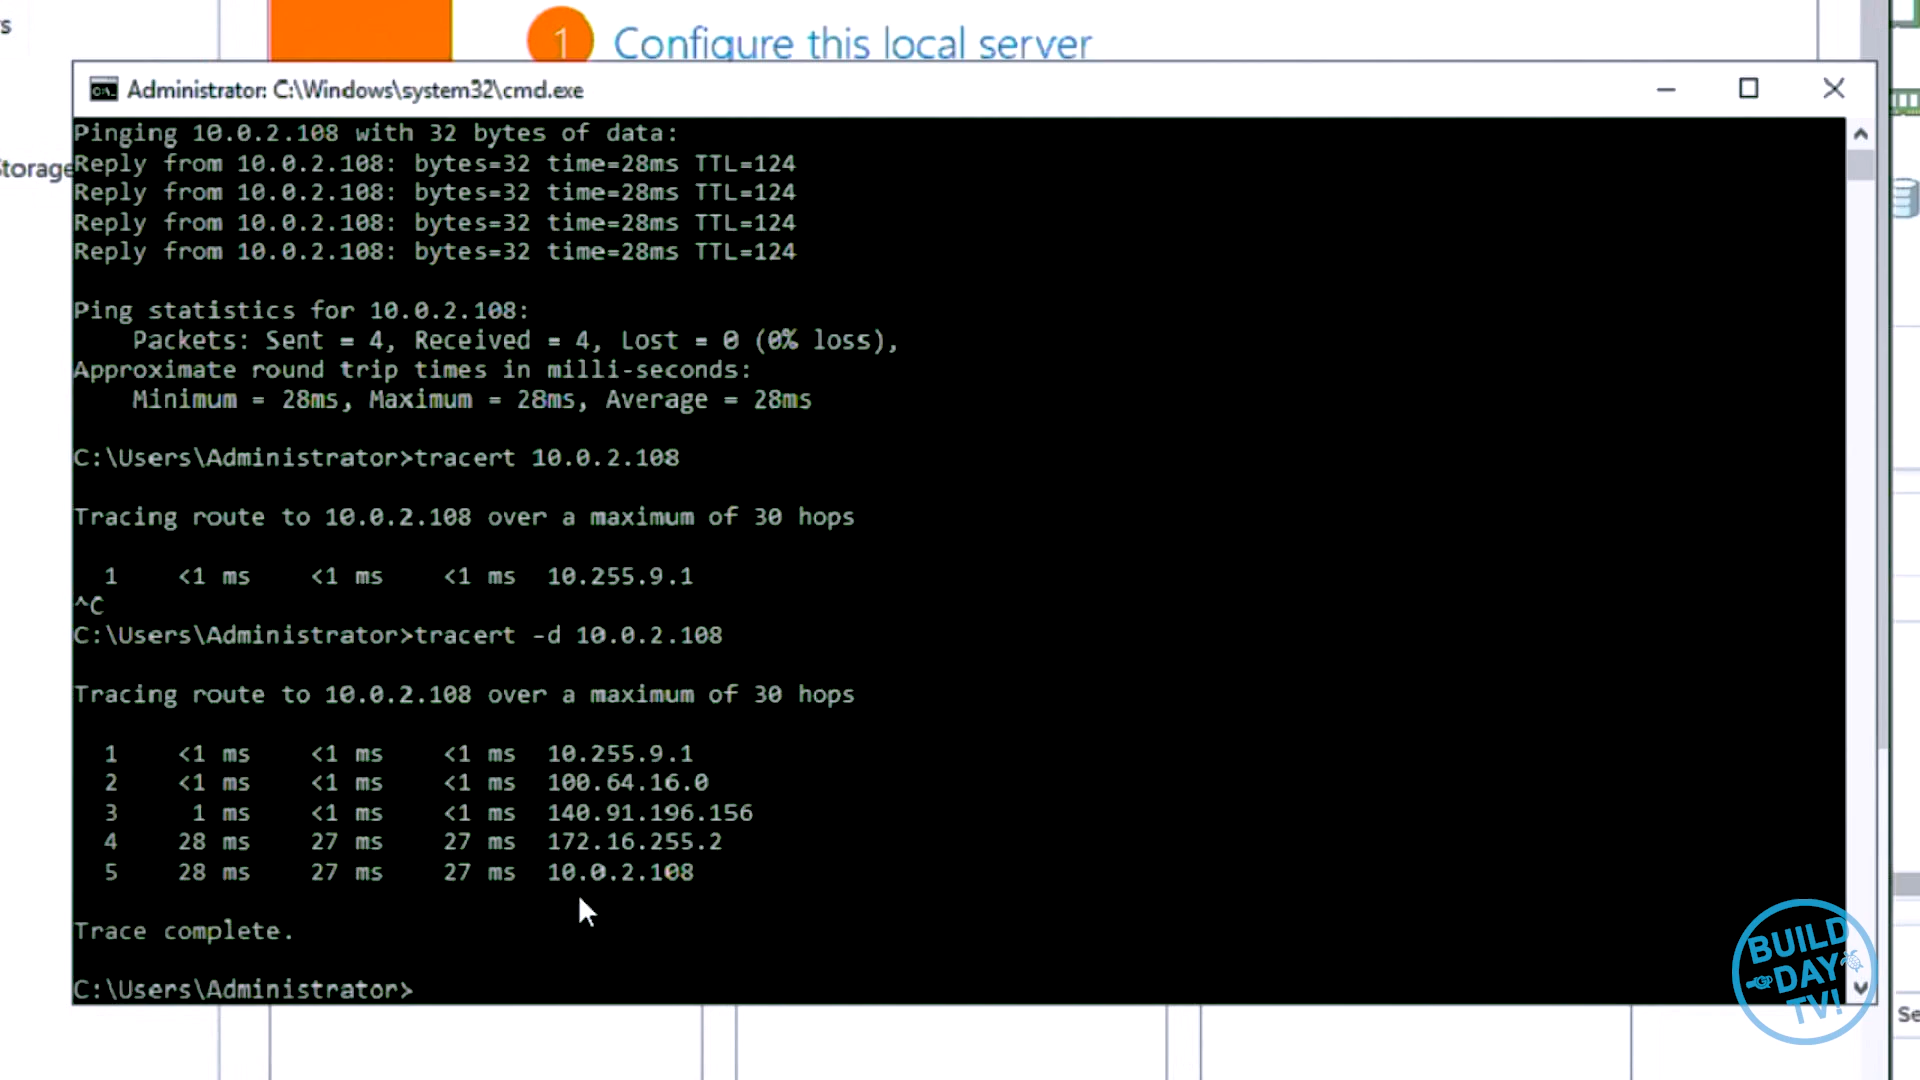 s
1 Configure this local server
Administrator: C:\Windows\system32\cmd.exe
Storage
Pinging 10.0.2.108 with 32 bytes of data:
Reply from 10.0.2.108: bytes=32 time=28ms TTL=124
Reply from 10.0.2.108: bytes=32 time=28ms TTL=124
Reply from 10.0.2.108: bytes=32 time=28ms TTL=124
Reply from 10.0.2.108: bytes=32 time=28ms TTL=124
Ping statistics for 10.0.2.108:
    Packets: Sent = 4, Received = 4, Lost = 0 (0% loss),
Approximate round trip times in milli-seconds:
    Minimum = 28ms, Maximum = 28ms, Average = 28ms
C:\Users\Administrator>tracert 10.0.2.108
Tracing route to 10.0.2.108 over a maximum of 30 hops
  1    <1 ms    <1 ms    <1 ms  10.255.9.1
^C
C:\Users\Administrator>tracert -d 10.0.2.108
Tracing route to 10.0.2.108 over a maximum of 30 hops
  1    <1 ms    <1 ms    <1 ms  10.255.9.1
  2    <1 ms    <1 ms    <1 ms  100.64.16.0
  3     1 ms    <1 ms    <1 ms  140.91.196.156
  4    28 ms    27 ms    27 ms  172.16.255.2
  5    28 ms    27 ms    27 ms  10.0.2.108
Trace complete.
C:\Users\Administrator>
BUILD
DAY
TV!
Se